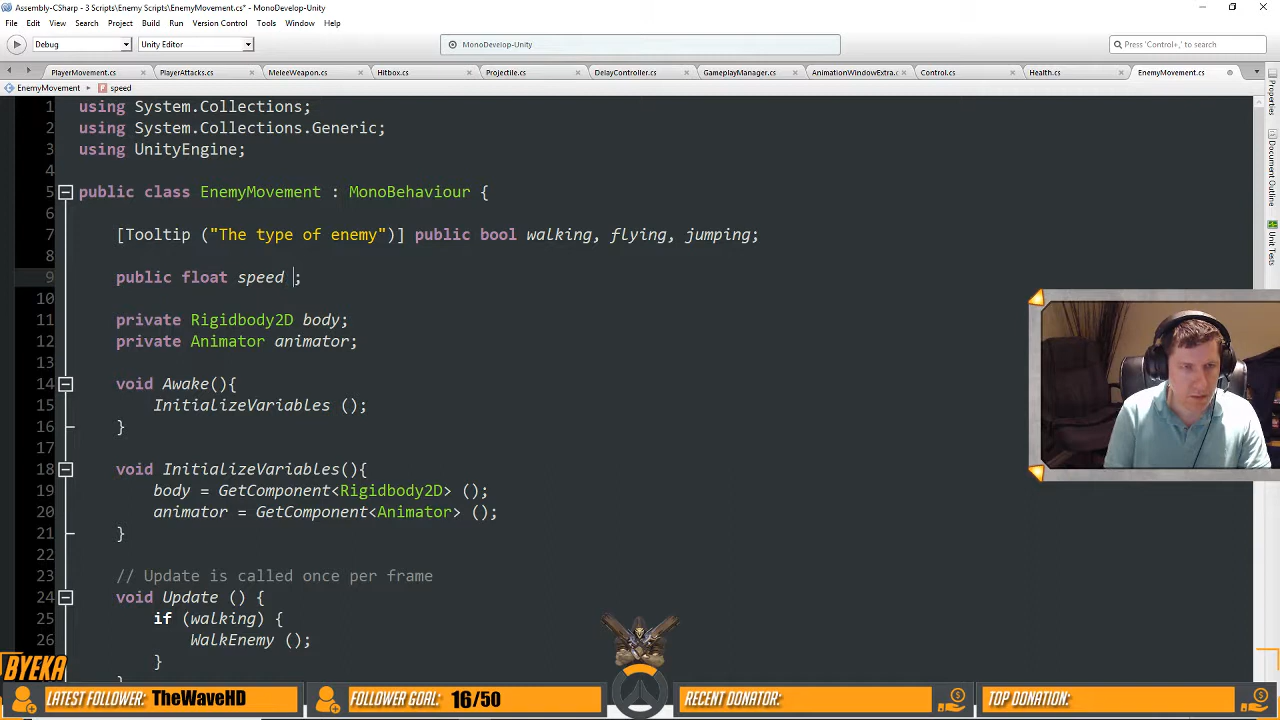 Assembly-CSharp - 3 Scripts\Enemy Scripts\EnemyMovement.cs* - MonoDevelop-Unity
File Edit View Search Project Build Run Version Control Tools Window Help
Debug Unity Editor MonoDevelop-Unity Press 'Control+,' to search
PlayerMovement.cs PlayerAttacks.cs MeleeWeapon.cs Hitbox.cs Projectile.cs DelayController.cs GameplayManager.cs AnimationWindowExtra.cs Control.cs Health.cs EnemyMovement.cs
EnemyMovement speed
1 using System.Collections;
2 using System.Collections.Generic;
3 using UnityEngine;
4
5 public class EnemyMovement : MonoBehaviour {
6
7 [Tooltip ("The type of enemy")] public bool walking, flying, jumping;
8
9 public float speed ;
10
11 private Rigidbody2D body;
12 private Animator animator;
13
14 void Awake(){
15 InitializeVariables ();
16 }
17
18 void InitializeVariables(){
19 body = GetComponent<Rigidbody2D> ();
20 animator = GetComponent<Animator> ();
21 }
22
23 // Update is called once per frame
24 void Update () {
25 if (walking) {
26 WalkEnemy ();
}
Properties
Document Outline
Unit Tests
BYEKA
LATEST FOLLOWER: TheWaveHD FOLLOWER GOAL: 16/50 RECENT DONATOR: TOP DONATION: